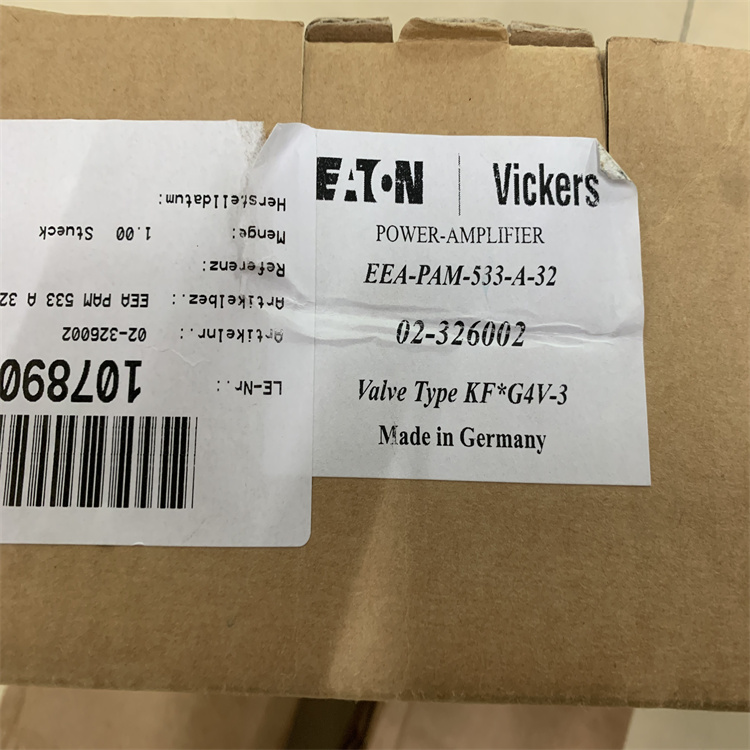 EATON | Vickers
POWER-AMPLIFIER
EEA-PAM-533-A-32
02-326002
Valve Type KF*G4V-3
Made in Germany
LE-Nr.: 107890
Artikelnr.: 02-326002
Artikelbez.: EEA PAM 533 A 32
Referenz:
Menge: 1.00 Stueck
Herstelldatum: